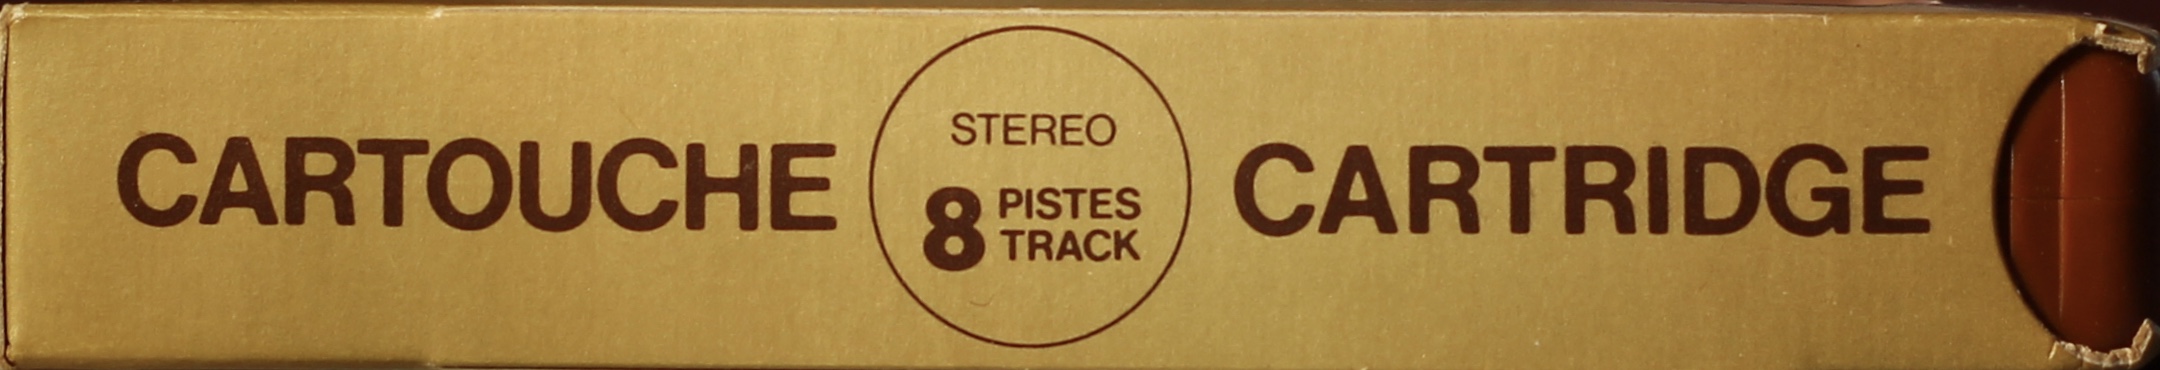 CARTOUCHE
STEREO
8 PISTES
TRACK
CARTRIDGE